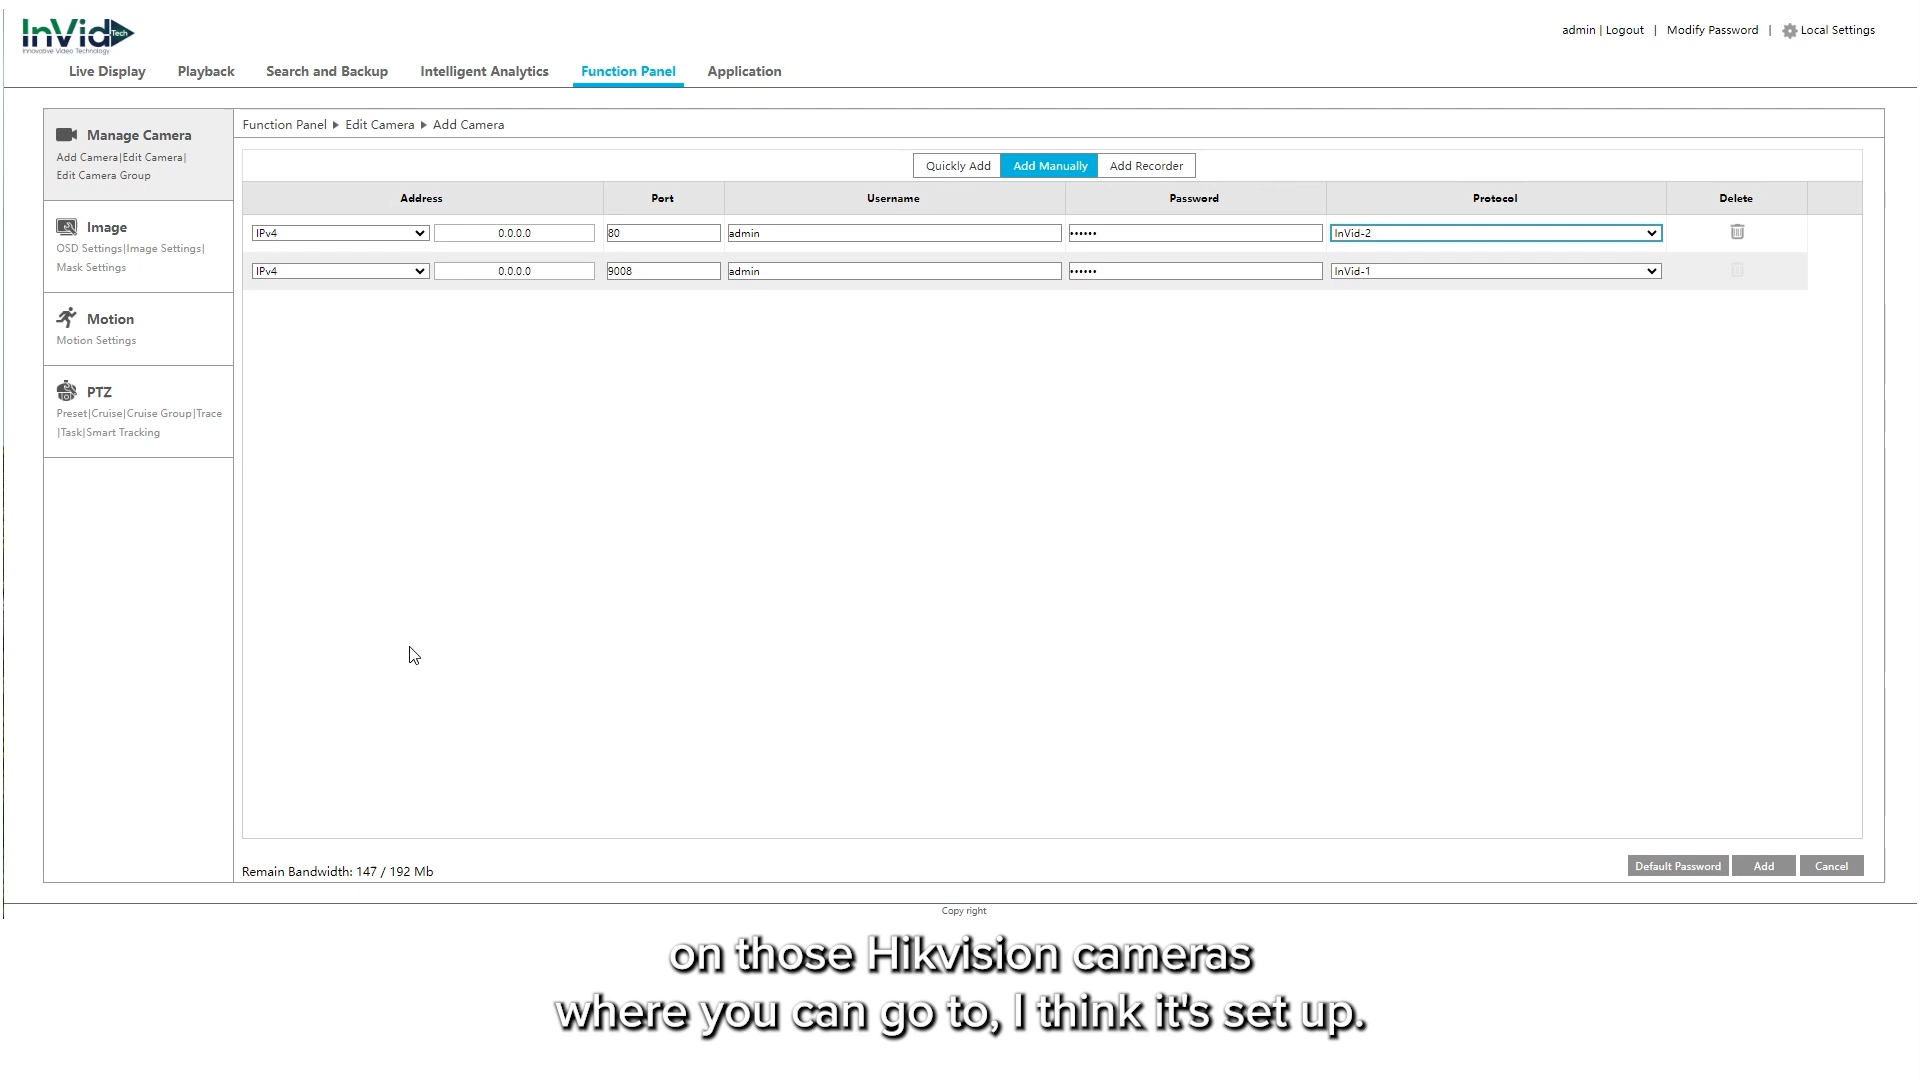 InVid Tech
Innovative Video Technology
admin | Logout | Modify Password | Local Settings
Live Display Playback Search and Backup Intelligent Analytics Function Panel Application
Manage Camera
Add Camera|Edit Camera|
Edit Camera Group
Image
OSD Settings|Image Settings|
Mask Settings
Motion
Motion Settings
PTZ
Preset|Cruise|Cruise Group|Trace
|Task|Smart Tracking
Function Panel ▶ Edit Camera ▶ Add Camera
Quickly Add Add Manually Add Recorder
Address Port Username Password Protocol Delete
IPv4 0.0.0.0 80 admin •••••• InVid-2
IPv4 0.0.0.0 9008 admin •••••• InVid-1
Remain Bandwidth: 147 / 192 Mb
Default Password Add Cancel
Copy right
on those Hikvision cameras
where you can go to, I think it's set up.